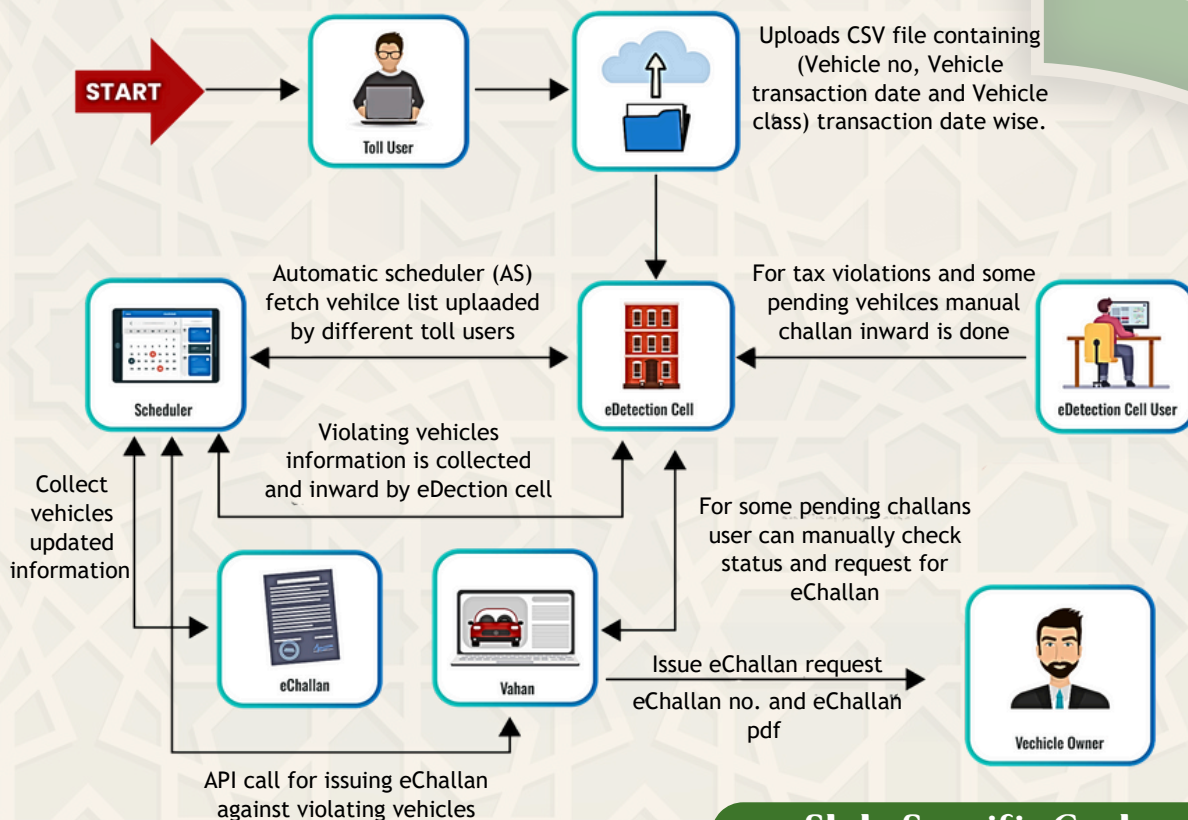 START
Toll User
Uploads CSV file containing
(Vehicle no, Vehicle
transaction date and Vehicle
class) transaction date wise.
Automatic scheduler (AS)
fetch vehilce list uplaaded
by different toll users
For tax violations and some
pending vehilces manual
challan inward is done
Scheduler
eDetection Cell
eDetection Cell User
Violating vehicles
information is collected
and inward by eDection cell
Collect
vehicles
updated
information
For some pending challans
user can manually check
status and request for
eChallan
eChallan
Vahan
Issue eChallan request
eChallan no. and eChallan
pdf
Vechicle Owner
API call for issuing eChallan
against violating vehicles